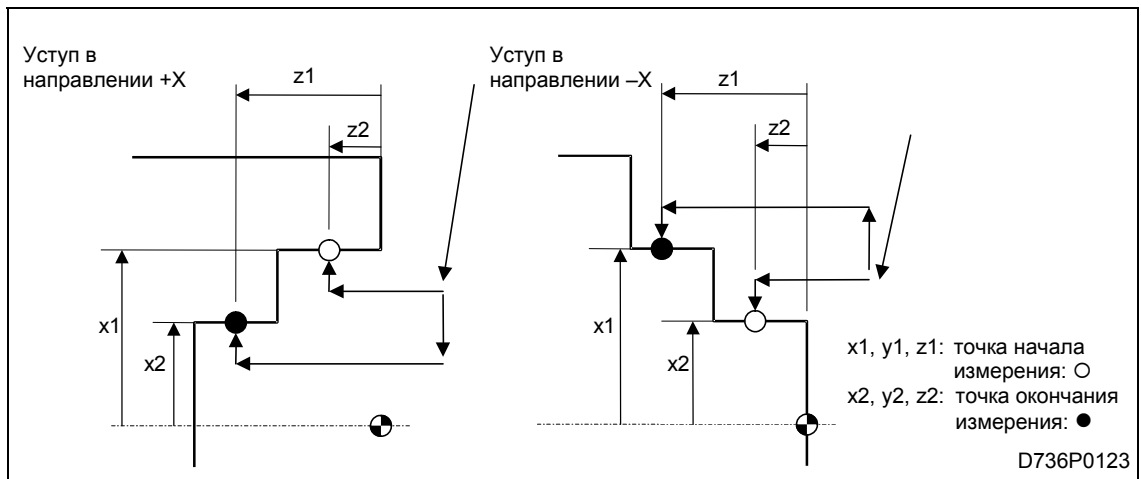 Уступ в
направлении +X
z1
z2
x1
x2
Уступ в
направлении –X
z1
z2
x1
x2
x1, y1, z1: точка начала
измерения: ○
x2, y2, z2: точка окончания
измерения: ●
D736P0123